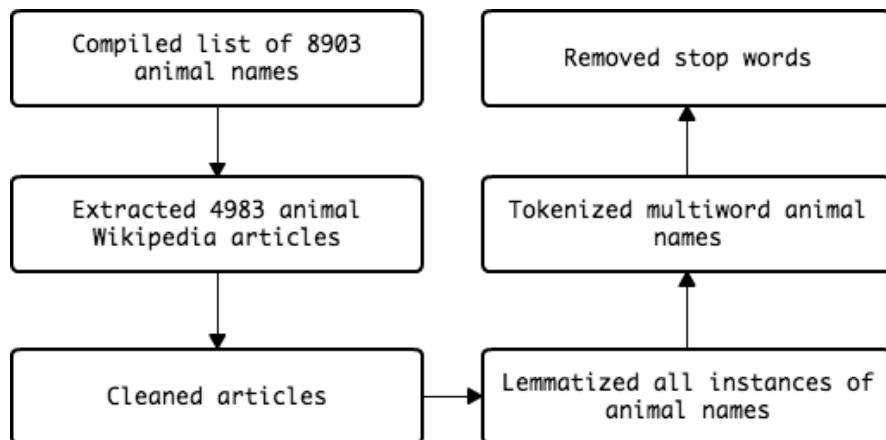 Compiled list of 8903
animal names
Extracted 4983 animal
Wikipedia articles
Cleaned articles
Lemmatized all instances of
animal names
Tokenized multiword animal
names
Removed stop words